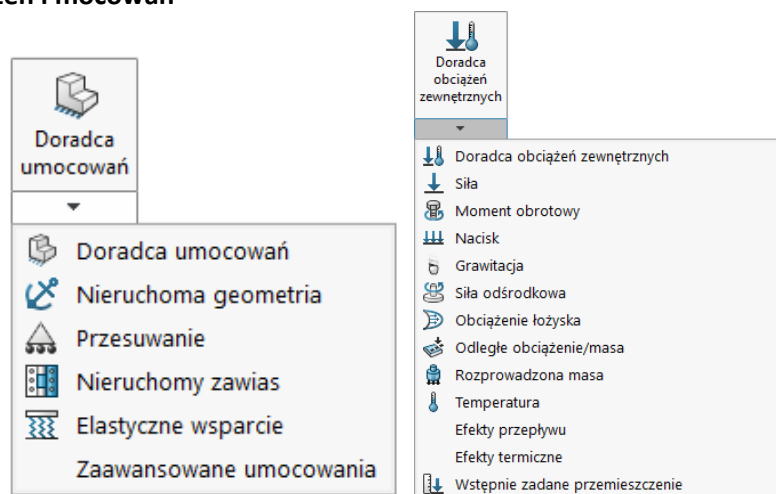 Doradca
umocowań
Doradca umocowań
Nieruchoma geometria
Przesuwanie
Nieruchomy zawias
Elastyczne wsparcie
Zaawansowane umocowania
Doradca
obciążeń
zewnętrznych
Doradca obciążeń zewnętrznych
Siła
Moment obrotowy
Nacisk
Grawitacja
Siła odśrodkowa
Obciążenie łożyska
Odległe obciążenie/masa
Rozprowadzona masa
Temperatura
Efekty przepływu
Efekty termiczne
Wstępnie zadane przemieszczenie